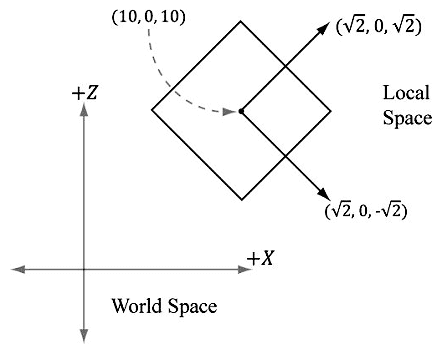 (10, 0, 10)
(√2, 0, √2)
+Z
Local
Space
(√2, 0, -√2)
+X
World Space